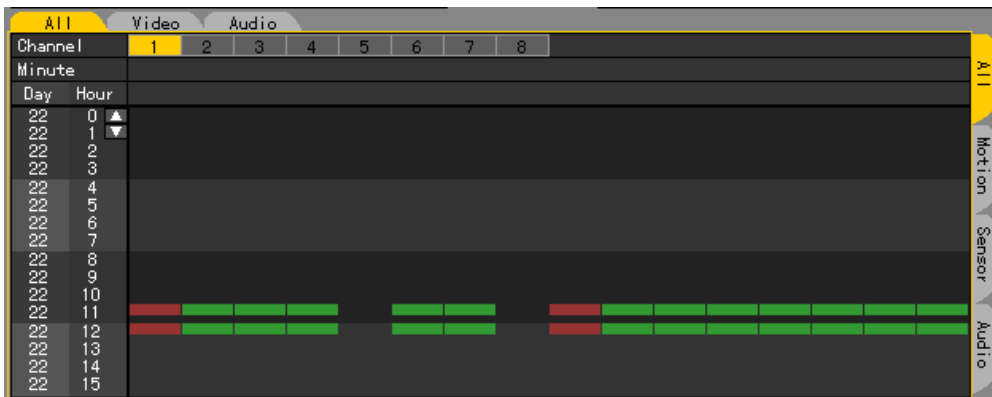 All Video Audio
Channel 1 2 3 4 5 6 7 8
Minute
Day Hour
22 0
22 1
22 2
22 3
22 4
22 5
22 6
22 7
22 8
22 9
22 10
22 11
22 12
22 13
22 14
22 15
All
Motion
Sensor
Audio